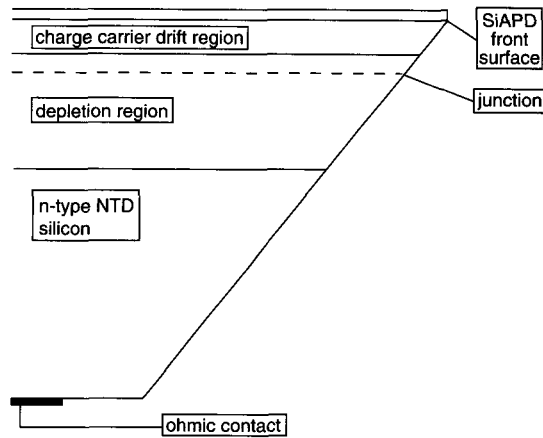 SiAPD
front
surface
charge carrier drift region
junction
depletion region
n-type NTD
silicon
ohmic contact